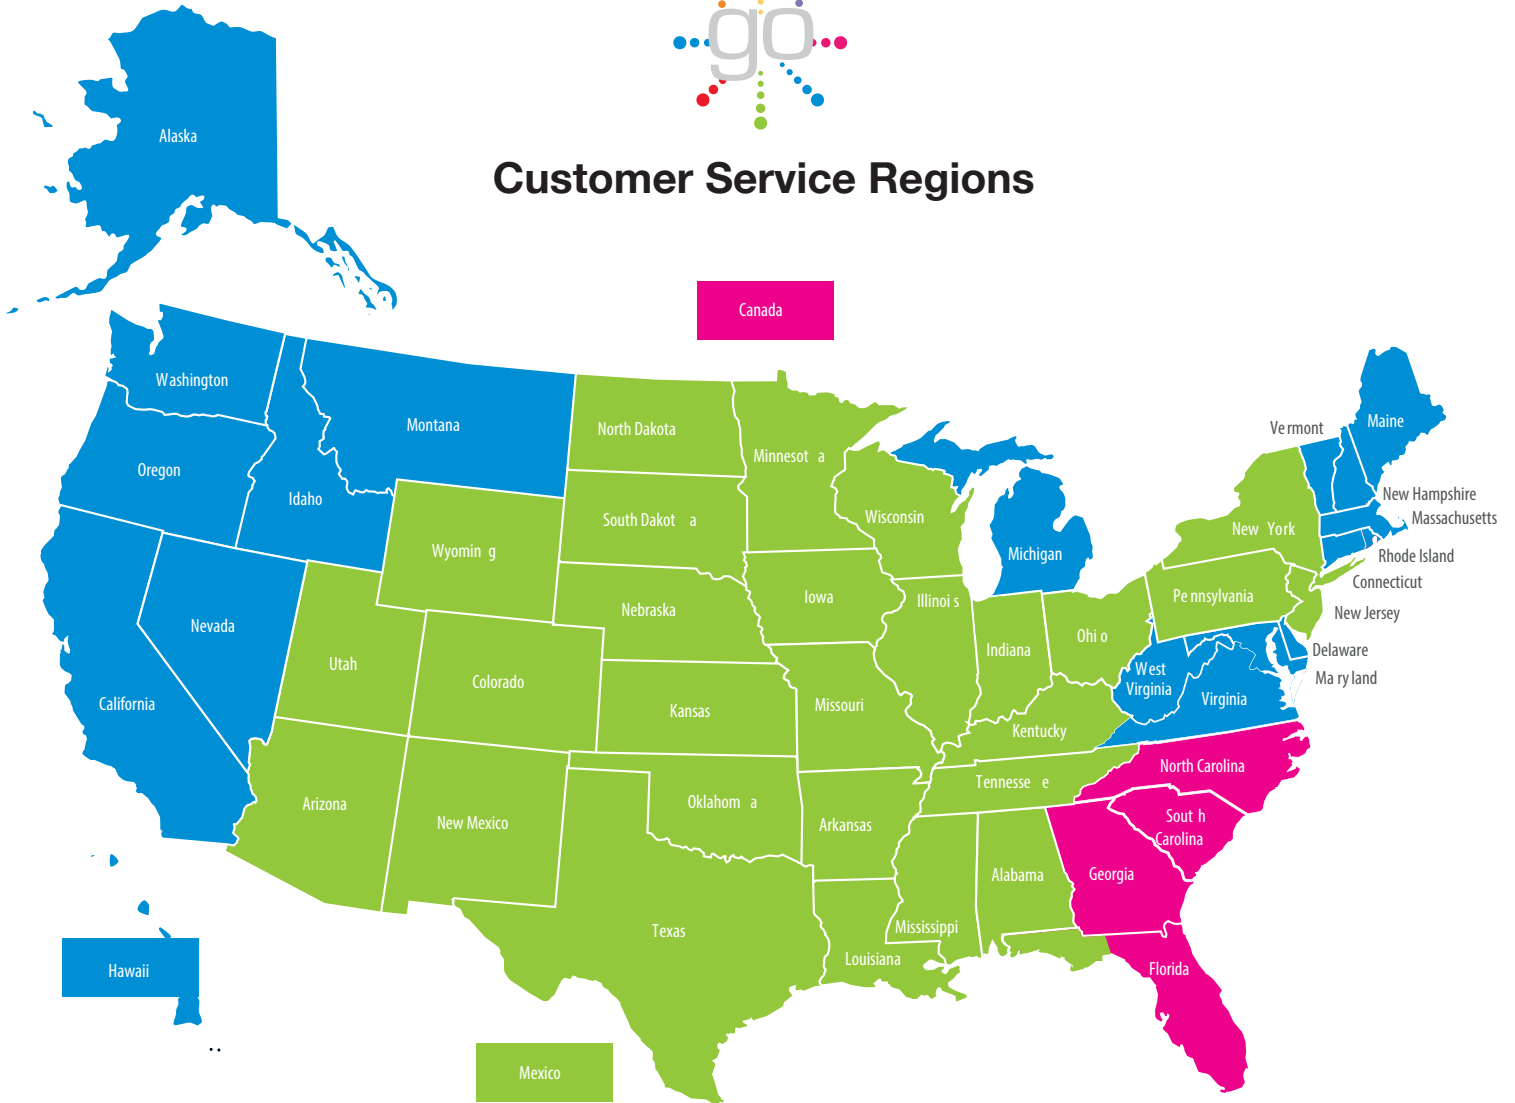 go
Customer Service Regions
Alaska
Canada
Washington
Montana
North Dakota
Minnesot a
Vermont
Maine
Oregon
Idaho
South Dakot a
Wisconsin
New York
New Hampshire
Massachusetts
Wyomin g
Michigan
Rhode Island
Connecticut
Nebraska
Iowa
Illinoi s
Pe nnsylvania
New Jersey
Nevada
Utah
Colorado
Indiana
Ohi o
Delaware
Ma ry land
California
Kansas
Missouri
West
Virginia
Virginia
Kentucky
Arizona
New Mexico
Oklahom a
Arkansas
Tennesse e
North Carolina
Sout h
Carolina
Texas
Louisiana
Mississippi
Alabama
Georgia
Florida
Hawaii
Mexico